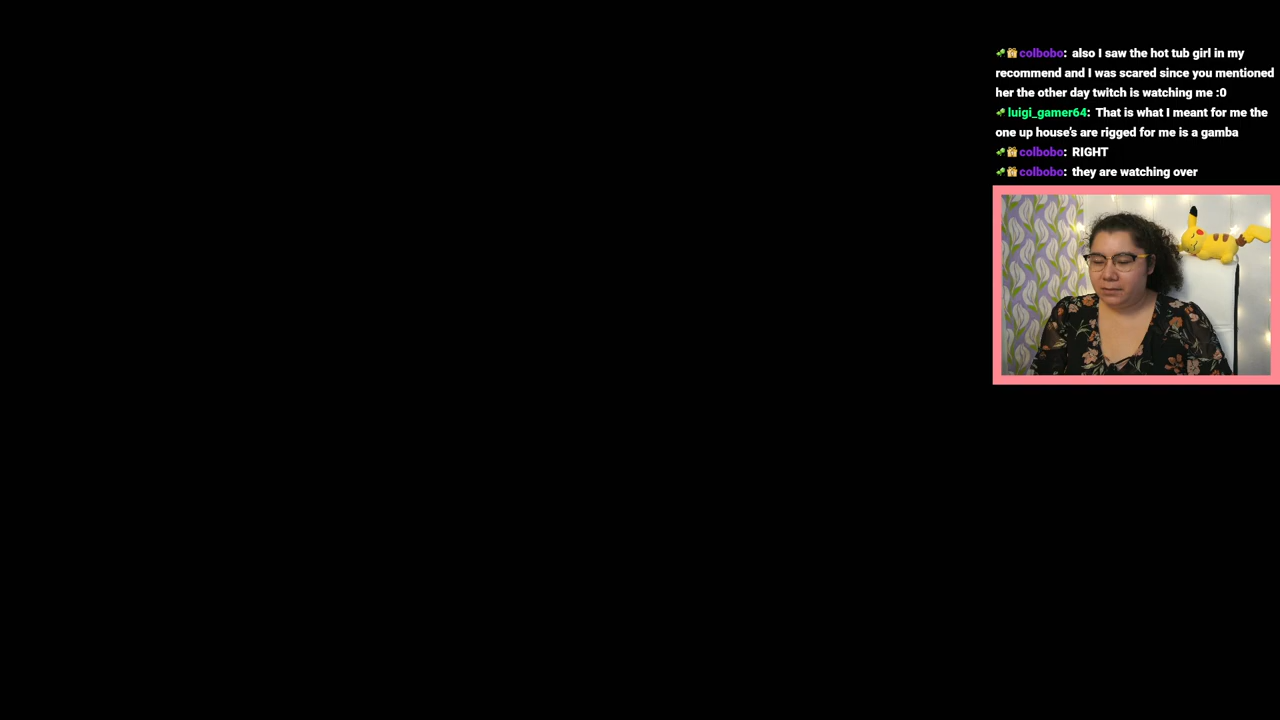 colbobo: also I saw the hot tub girl in my
recommend and I was scared since you mentioned
her the other day twitch is watching me :0
luigi_gamer64: That is what I meant for me the
one up house's are rigged for me is a gamba
colbobo: RIGHT
colbobo: they are watching over